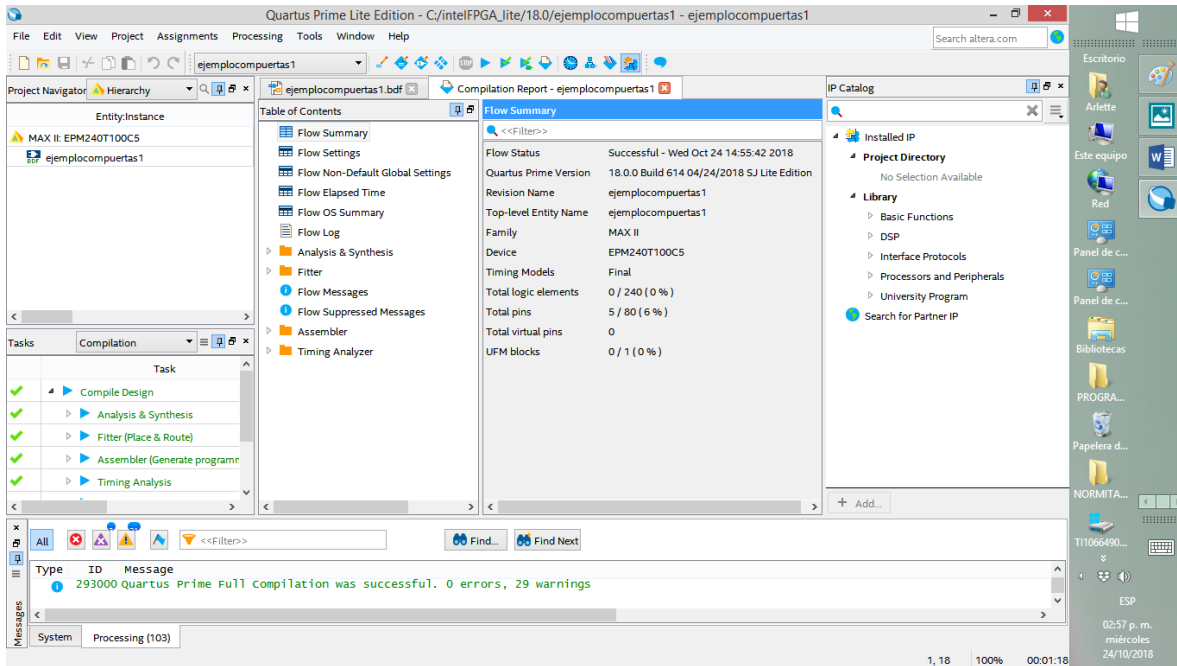 Quartus Prime Lite Edition - C:/intelFPGA_lite/18.0/ejemplocompuertas1 - ejemplocompuertas1
File Edit View Project Assignments Processing Tools Window Help
Search altera.com
ejemplocompuertas1
Project Navigator Hierarchy
Entity:Instance
MAX II: EPM240T100C5
ejemplocompuertas1
Tasks Compilation
Task
Compile Design
Analysis & Synthesis
Fitter (Place & Route)
Assembler (Generate programm
Timing Analysis
ejemplocompuertas1.bdf
Compilation Report - ejemplocompuertas1
Table of Contents
Flow Summary
Flow Settings
Flow Non-Default Global Settings
Flow Elapsed Time
Flow OS Summary
Flow Log
Analysis & Synthesis
Fitter
Flow Messages
Flow Suppressed Messages
Assembler
Timing Analyzer
Flow Summary
<<Filter>>
Flow Status Successful - Wed Oct 24 14:55:42 2018
Quartus Prime Version 18.0.0 Build 614 04/24/2018 SJ Lite Edition
Revision Name ejemplocompuertas1
Top-level Entity Name ejemplocompuertas1
Family MAX II
Device EPM240T100C5
Timing Models Final
Total logic elements 0 / 240 ( 0 % )
Total pins 5 / 80 ( 6 % )
Total virtual pins 0
UFM blocks 0 / 1 ( 0 % )
IP Catalog
Installed IP
Project Directory
No Selection Available
Library
Basic Functions
DSP
Interface Protocols
Processors and Peripherals
University Program
Search for Partner IP
+ Add...
All <<Filter>> Find... Find Next
Type ID Message
293000 Quartus Prime Full Compilation was successful. 0 errors, 29 warnings
Messages
System Processing (103)
1, 18 100% 00:01:18
Escritorio
Arlette
Este equipo
Red
Panel de c...
Panel de c...
Bibliotecas
PROGRA...
Papelera d...
NORMITA...
TI1066490...
ESP
02:57 p. m.
miércoles
24/10/2018